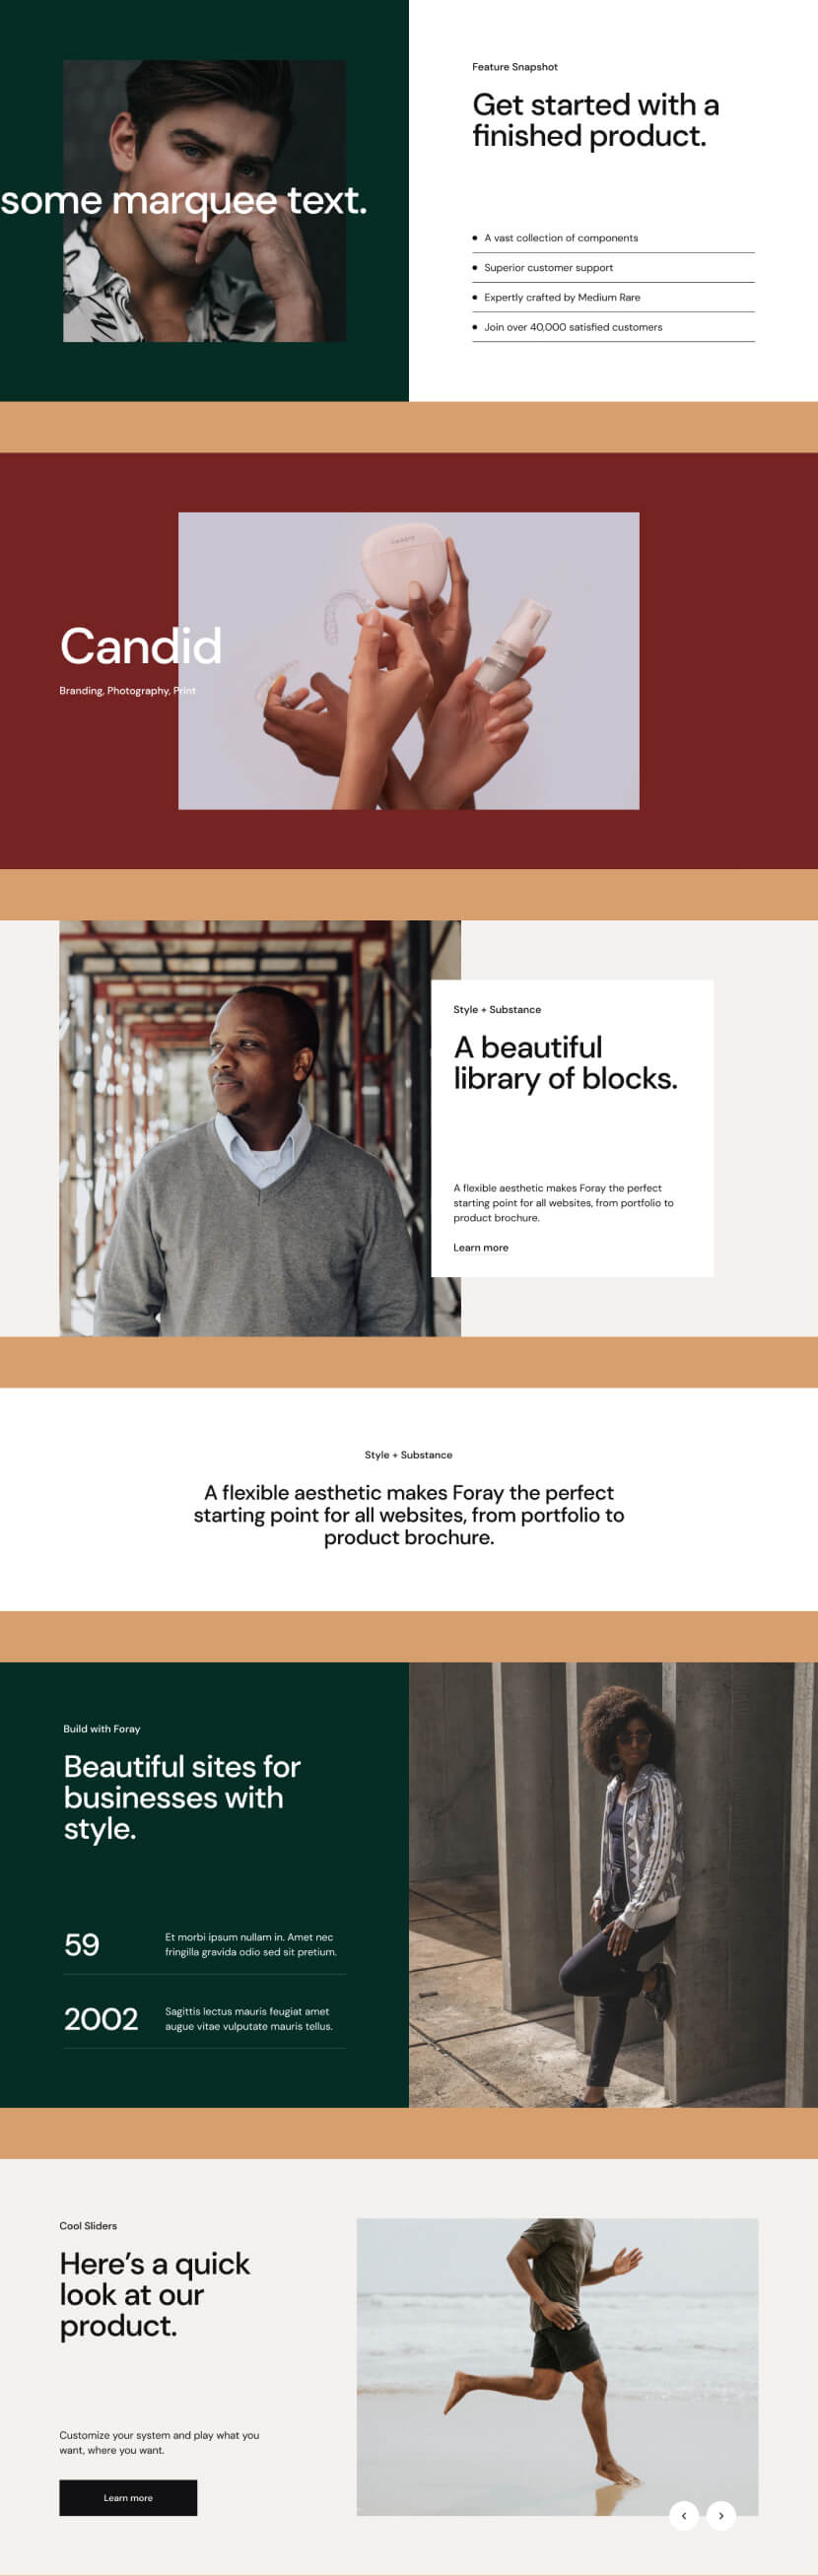 some marquee text.
Feature Snapshot
Get started with a
finished product.
A vast collection of components
Superior customer support
Expertly crafted by Medium Rare
Join over 40,000 satisfied customers
Candid
Branding, Photography, Print
Style + Substance
A beautiful
library of blocks.
A flexible aesthetic makes Foray the perfect
starting point for all websites, from portfolio to
product brochure.
Learn more
Style + Substance
A flexible aesthetic makes Foray the perfect
starting point for all websites, from portfolio to
product brochure.
Build with Foray
Beautiful sites for
businesses with
style.
59
Et morbi ipsum nullam in. Amet nec
fringilla gravida odio sed sit pretium.
2002
Sagittis lectus mauris feugiat amet
augue vitae vulputate mauris tellus.
Cool Sliders
Here’s a quick
look at our
product.
Customize your system and play what you
want, where you want.
Learn more